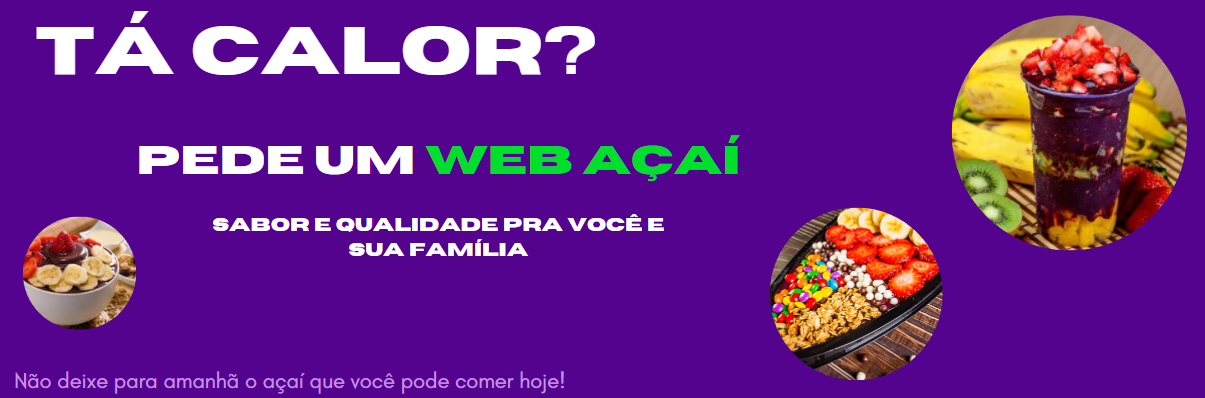 TÁ CALOR?
PEDE UM WEB AÇAÍ
SABOR E QUALIDADE PRA VOCÊ E
SUA FAMÍLIA
Não deixe para amanhã o açaí que você pode comer hoje!